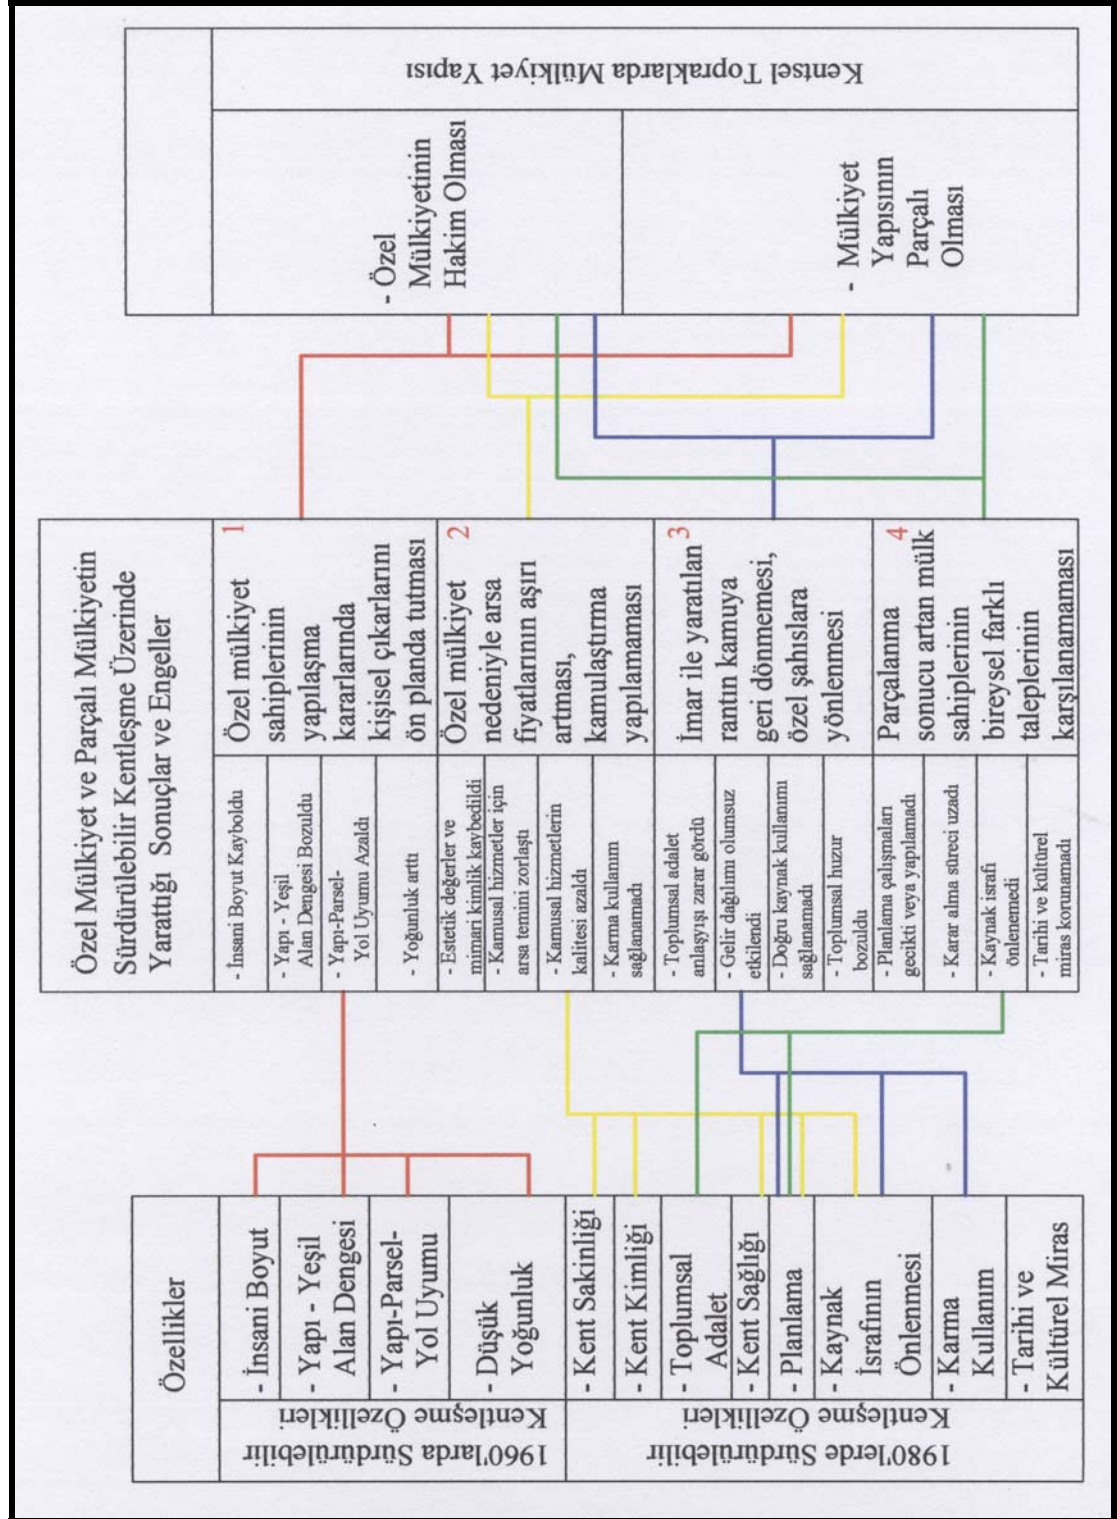 Özellikler
1960'larda Sürdürülebilir
Kentleşme Özellikleri
- İnsani Boyut
- Yapı - Yeşil
Alan Dengesi
- Yapı-Parsel-
Yol Uyumu
- Düşük
Yoğunluk
1980'lerde Sürdürülebilir
Kentleşme Özellikleri
- Kent Sakinliği
- Kent Kimliği
- Toplumsal
Adalet
- Kent Sağlığı
- Planlama
- Kaynak
İsrafının
Önlenmesi
- Karma
Kullanım
- Tarihi ve
Kültürel Miras
Özel Mülkiyet ve Parçalı Mülkiyetin
Sürdürülebilir Kentleşme Üzerinde
Yarattığı Sonuçlar ve Engeller
- İnsani Boyut Kayboldu
- Yapı - Yeşil
Alan Dengesi Bozuldu
- Yapı-Parsel-
Yol Uyumu Azaldı
- Yoğunluk arttı
1
Özel mülkiyet
sahiplerinin
yapılaşma
kararlarında
kişisel çıkarlarını
ön planda tutması
- Estetik değerler ve
mimari kimlik kaybedildi
- Kamusal hizmetler için
arsa temini zorlaştı
- Kamusal hizmetlerin
kalitesi azaldı
- Karma kullanım
sağlanamadı
2
Özel mülkiyet
nedeniyle arsa
fiyatlarının aşırı
artması,
kamulaştırma
yapılamaması
- Toplumsal adalet
anlaşyışı zarar gördü
- Gelir dağılımı olumsuz
etkilendi
- Doğru kaynak kullanımı
sağlanamadı
- Toplumsal huzur
bozuldu
3
İmar ile yaratılan
rantın kamuya
geri dönmemesi,
özel şahıslara
yönlenmesi
- Planlama çalışmaları
gecikti veya yapılamadı
- Karar alma süreci uzadı
- Kaynak israfı
önlenemedi
- Tarihi ve kültürel
miras korunamadı
4
Parçalama
sonucu artan mülk
sahiplerinin
bireysel farklı
taleplerinin
karşılanamaması
- Özel
Mülkiyetinin
Hakim Olması
- Mülkiyet
Yapısının
Parçalı
Olması
Kentsel Topraklarda Mülkiyet Yapısı